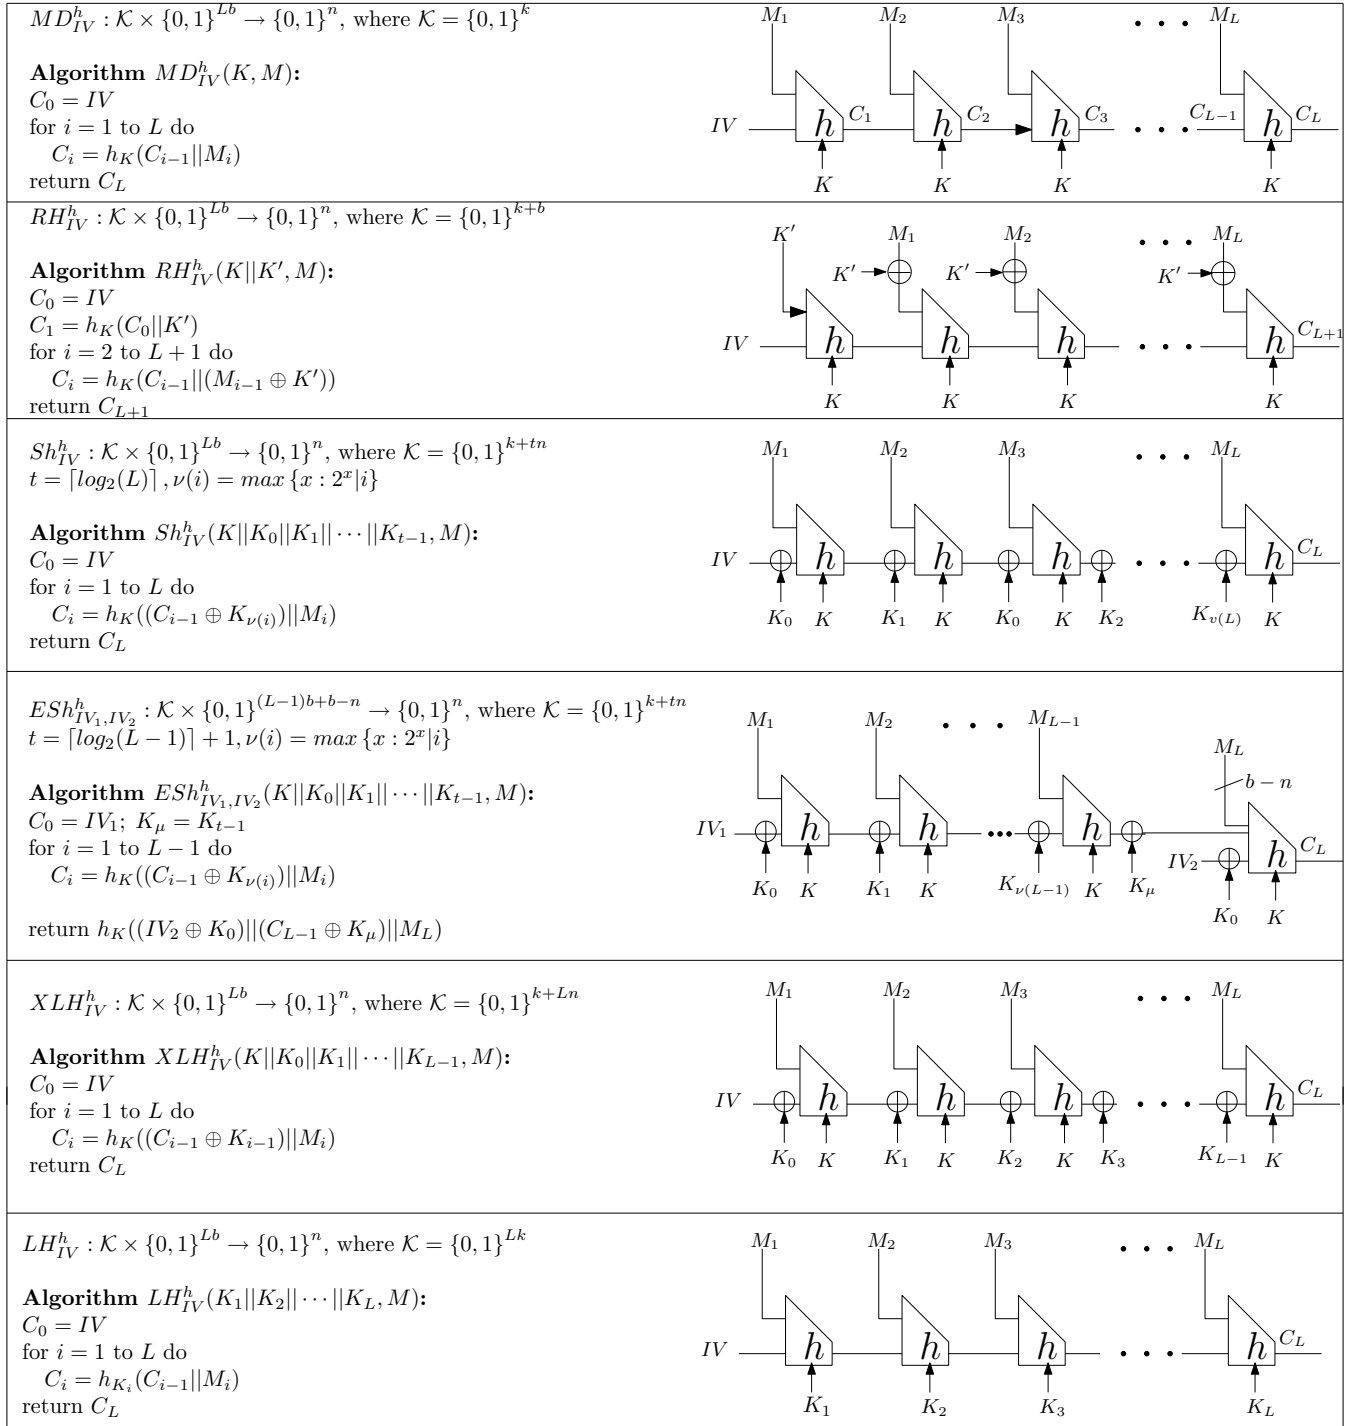 MD^h_{IV} : K × {0, 1}^{Lb} → {0, 1}^n, where K = {0, 1}^k
Algorithm MD^h_{IV}(K, M):
C_0 = IV
for i = 1 to L do
C_i = h_K(C_{i−1}||M_i)
return C_L
M_1 M_2 M_3 • • • M_L
IV h C_1 h C_2 h C_3 • • • C_{L−1} h C_L
K K K K
RH^h_{IV} : K × {0, 1}^{Lb} → {0, 1}^n, where K = {0, 1}^{k+b}
Algorithm RH^h_{IV}(K||K′, M):
C_0 = IV
C_1 = h_K(C_0||K′)
for i = 2 to L + 1 do
C_i = h_K(C_{i−1}||(M_{i−1} ⊕ K′))
return C_{L+1}
K′ M_1 M_2 • • • M_L
K′ K′ K′
IV h h h • • • h C_{L+1}
K K K K
Sh^h_{IV} : K × {0, 1}^{Lb} → {0, 1}^n, where K = {0, 1}^{k+tn}
t = ⌈log_2(L)⌉, ν(i) = max {x : 2^x|i}
Algorithm Sh^h_{IV}(K||K_0||K_1|| · · · ||K_{t−1}, M):
C_0 = IV
for i = 1 to L do
C_i = h_K((C_{i−1} ⊕ K_{ν(i)})||M_i)
return C_L
M_1 M_2 M_3 • • • M_L
IV h h h • • • h C_L
K_0 K K_1 K K_0 K K_2 K_{v(L)} K
ESh^h_{IV_1,IV_2} : K × {0, 1}^{(L−1)b+b−n} → {0, 1}^n, where K = {0, 1}^{k+tn}
t = ⌈log_2(L − 1)⌉ + 1, ν(i) = max {x : 2^x|i}
Algorithm ESh^h_{IV_1,IV_2}(K||K_0||K_1|| · · · ||K_{t−1}, M):
C_0 = IV_1; K_μ = K_{t−1}
for i = 1 to L − 1 do
C_i = h_K((C_{i−1} ⊕ K_{ν(i)})||M_i)
return h_K((IV_2 ⊕ K_0)||(C_{L−1} ⊕ K_μ)||M_L)
M_1 M_2 • • • M_{L−1}
M_L
b − n
IV_1 h h ••• h
IV_2 h C_L
K_0 K K_1 K K_{ν(L−1)} K K_μ
K_0 K
XLH^h_{IV} : K × {0, 1}^{Lb} → {0, 1}^n, where K = {0, 1}^{k+Ln}
Algorithm XLH^h_{IV}(K||K_0||K_1|| · · · ||K_{L−1}, M):
C_0 = IV
for i = 1 to L do
C_i = h_K((C_{i−1} ⊕ K_{i−1})||M_i)
return C_L
M_1 M_2 M_3 • • • M_L
IV h h h • • • h C_L
K_0 K K_1 K K_2 K K_3 K_{L−1} K
LH^h_{IV} : K × {0, 1}^{Lb} → {0, 1}^n, where K = {0, 1}^{Lk}
Algorithm LH^h_{IV}(K_1||K_2|| · · · ||K_L, M):
C_0 = IV
for i = 1 to L do
C_i = h_{K_i}(C_{i−1}||M_i)
return C_L
M_1 M_2 M_3 • • • M_L
IV h h h • • • h C_L
K_1 K_2 K_3 K_L